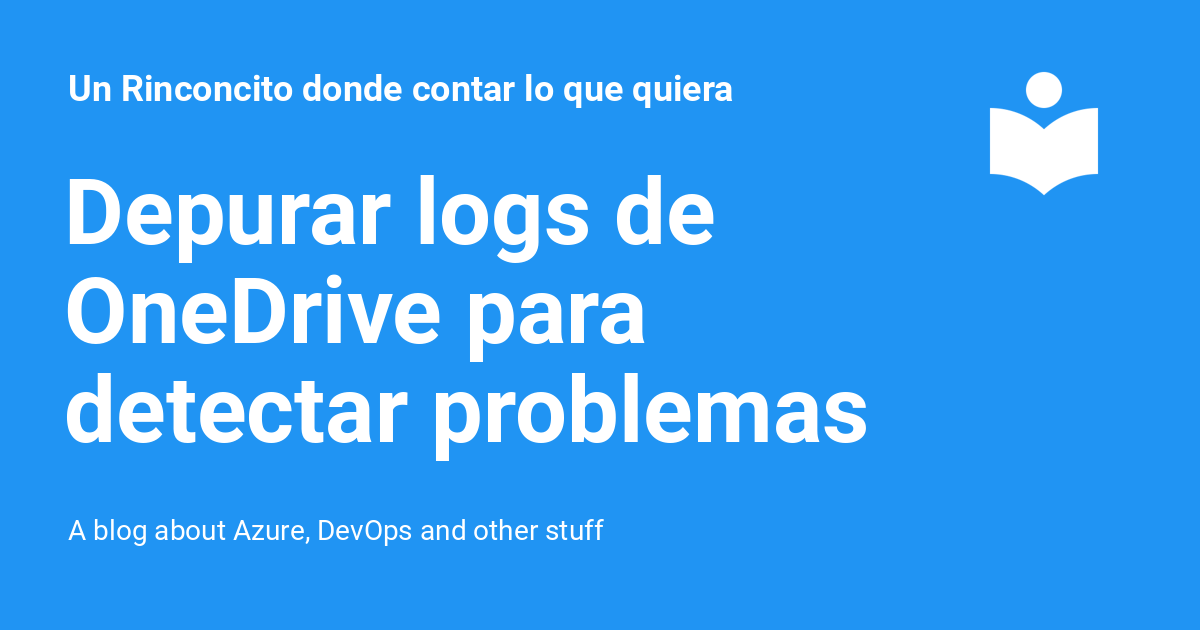 Un Rinconcito donde contar lo que quiera
Depurar logs de
OneDrive para
detectar problemas
A blog about Azure, DevOps and other stuff